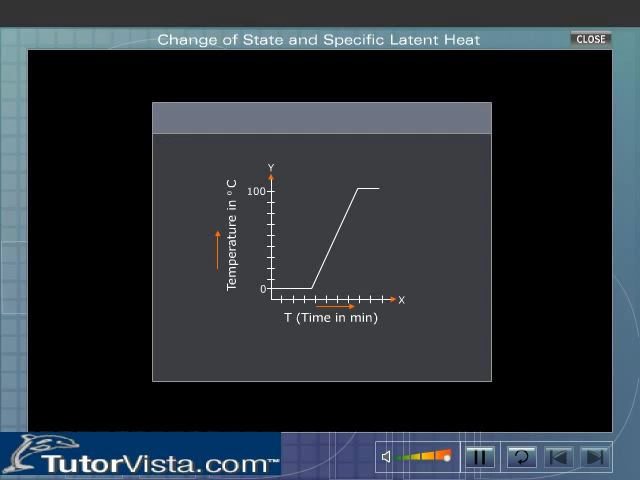 Change of State and Specific Latent Heat
CLOSE
Y
100
Temperature in ° C
0
X
T (Time in min)
TutorVista.com™